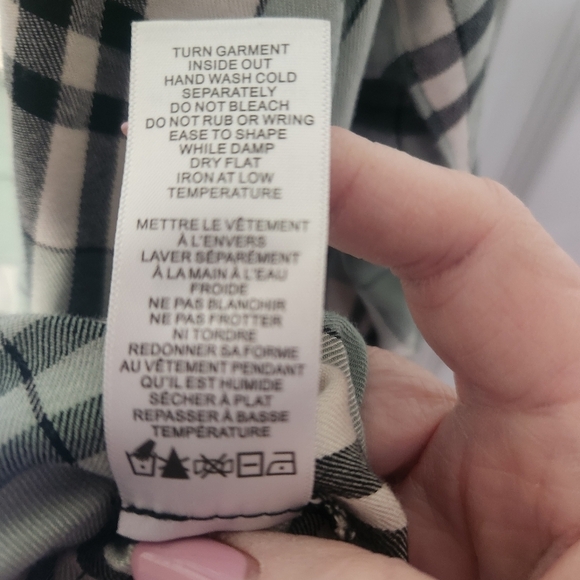 TURN GARMENT
INSIDE OUT
HAND WASH COLD
SEPARATELY
DO NOT BLEACH
DO NOT RUB OR WRING
EASE TO SHAPE
WHILE DAMP
DRY FLAT
IRON AT LOW
TEMPERATURE
METTRE LE VÊTEMENT
À L'ENVERS
LAVER SÉPARÉMENT
À LA MAIN À L'EAU
FROIDE
NE PAS BLANCHIR
NE PAS FROTTER
NI TORDRE
REDONNER SA FORME
AU VÊTEMENT PENDANT
QU'IL EST HUMIDE
SÉCHER À PLAT
REPASSER À BASSE
TEMPÉRATURE